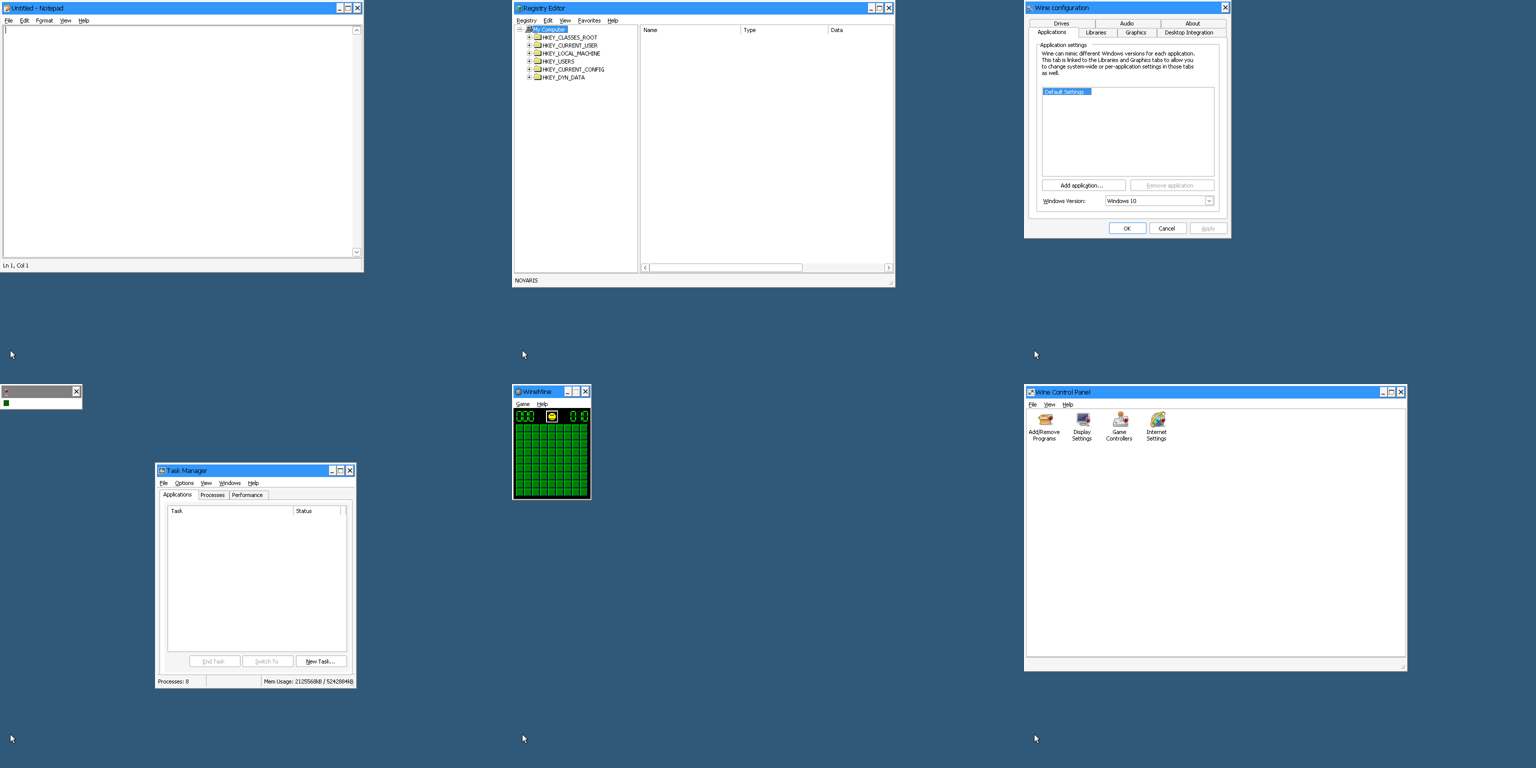 Untitled - Notepad
File Edit Format View Help
Ln 1, Col 1
Registry Editor
Registry Edit View Favorites Help
My Computer
HKEY_CLASSES_ROOT
HKEY_CURRENT_USER
HKEY_LOCAL_MACHINE
HKEY_USERS
HKEY_CURRENT_CONFIG
HKEY_DYN_DATA
Name Type Data
NOVARIS
Wine configuration
Drives Audio About
Applications Libraries Graphics Desktop Integration
Application settings
Wine can mimic different Windows versions for each application.
This tab is linked to the Libraries and Graphics tabs to allow you
to change system-wide or per-application settings in those tabs
as well.
Default Settings
Add application... Remove application
Windows Version: Windows 10
OK Cancel Apply
Task Manager
File Options View Windows Help
Applications Processes Performance
Task Status
End Task Switch To New Task...
Processes: 8 Mem Usage: 2125568kB / 5242884kB
WineMine
Game Help
000 010
Wine Control Panel
File View Help
Add/Remove Programs
Display Settings
Game Controllers
Internet Settings